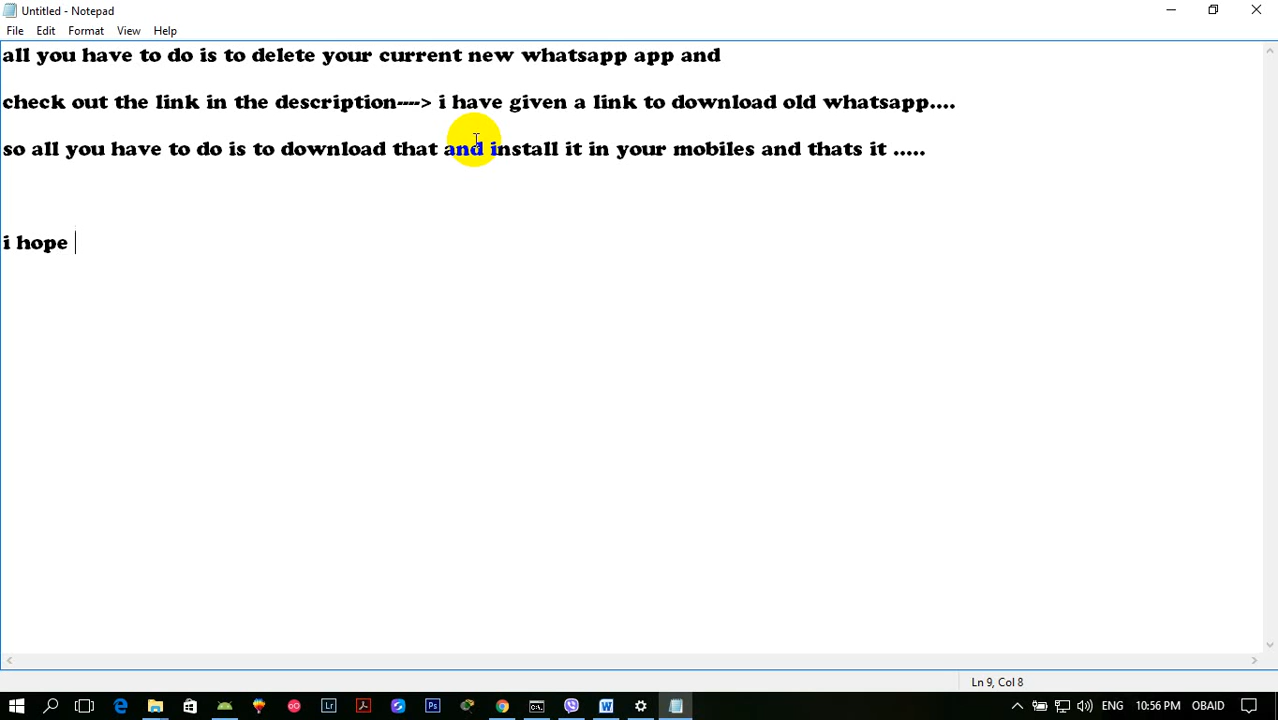 Untitled - Notepad
File Edit Format View Help
all you have to do is to delete your current new whatsapp app and
check out the link in the description----> i have given a link to download old whatsapp....
so all you have to do is to download that and install it in your mobiles and thats it .....
i hope
Ln 9, Col 8
Lr Ps ENG 10:56 PM OBAID